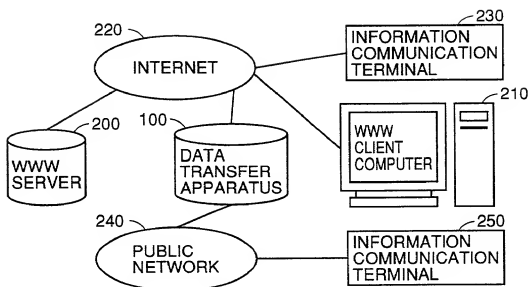 220
INTERNET
230
INFORMATION
COMMUNICATION
TERMINAL
200
WWW
SERVER
100
DATA
TRANSFER
APPARATUS
210
WWW
CLIENT
COMPUTER
240
PUBLIC
NETWORK
250
INFORMATION
COMMUNICATION
TERMINAL